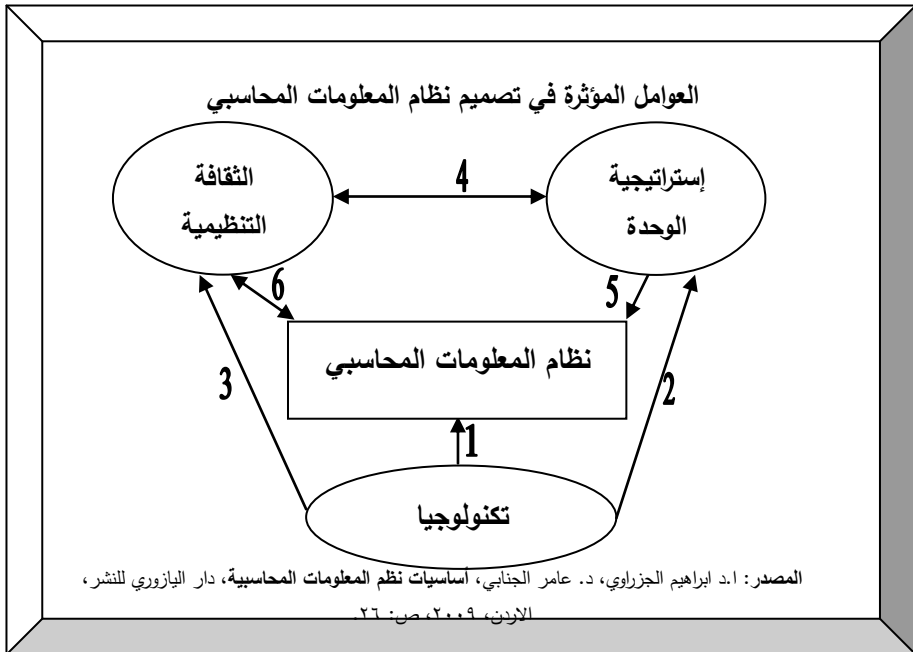 العوامل المؤثرة في تصميم نظام المعلومات المحاسبي
إستراتيجية
الوحدة
4
الثقافة
التنظيمية
5
6
نظام المعلومات المحاسبي
2
3
1
تكنولوجيا
المصدر: ا.د ابراهيم الجزراوي، د. عامر الجنابي، أساسيات نظم المعلومات المحاسبية، دار اليازوري للنشر،
الاردن، ٢٠٠٩، ص: ٢٦.